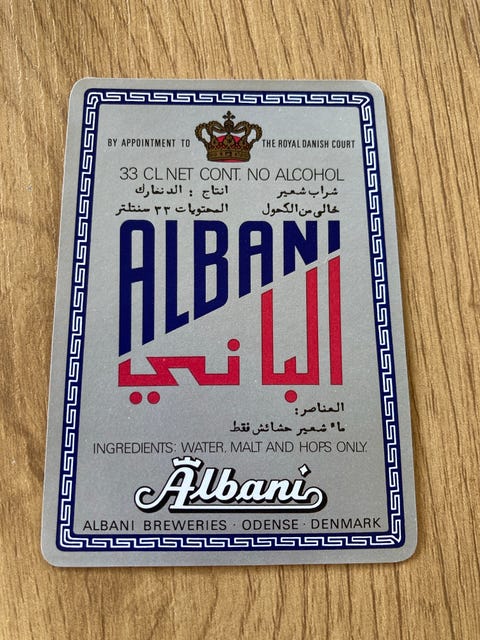 BY APPOINTMENT TO THE ROYAL DANISH COURT
33 CL NET CONT. NO ALCOHOL
شراب شعير انتاج : الدنمارك
خالى من الكحول المحتويات ٣٣ سنتلتر
ALBANI
الباني
العناصر:
ماء شعير حشائش فقط
INGREDIENTS: WATER. MALT AND HOPS ONLY.
Albani
ALBANI BREWERIES · ODENSE · DENMARK